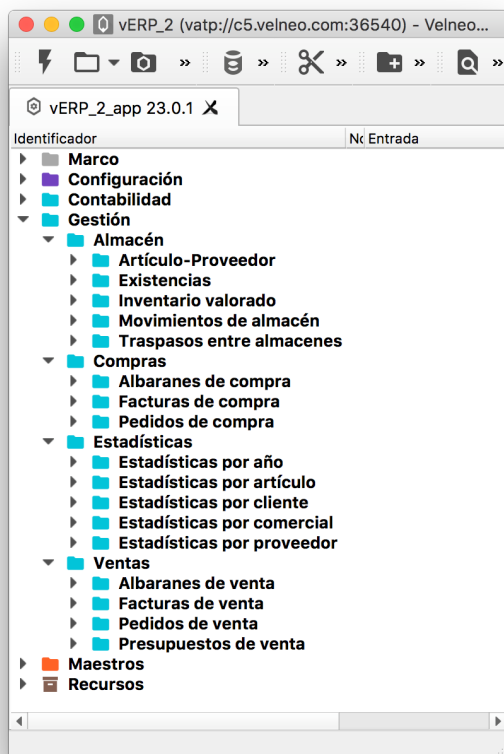 vERP_2 (vatp://c5.velneo.com:36540) - Velneo...
» » » » »
vERP_2_app 23.0.1
Identificador Nc Entrada
Marco
Configuración
Contabilidad
Gestión
Almacén
Artículo-Proveedor
Existencias
Inventario valorado
Movimientos de almacén
Traspasos entre almacenes
Compras
Albaranes de compra
Facturas de compra
Pedidos de compra
Estadísticas
Estadísticas por año
Estadísticas por artículo
Estadísticas por cliente
Estadísticas por comercial
Estadísticas por proveedor
Ventas
Albaranes de venta
Facturas de venta
Pedidos de venta
Presupuestos de venta
Maestros
Recursos